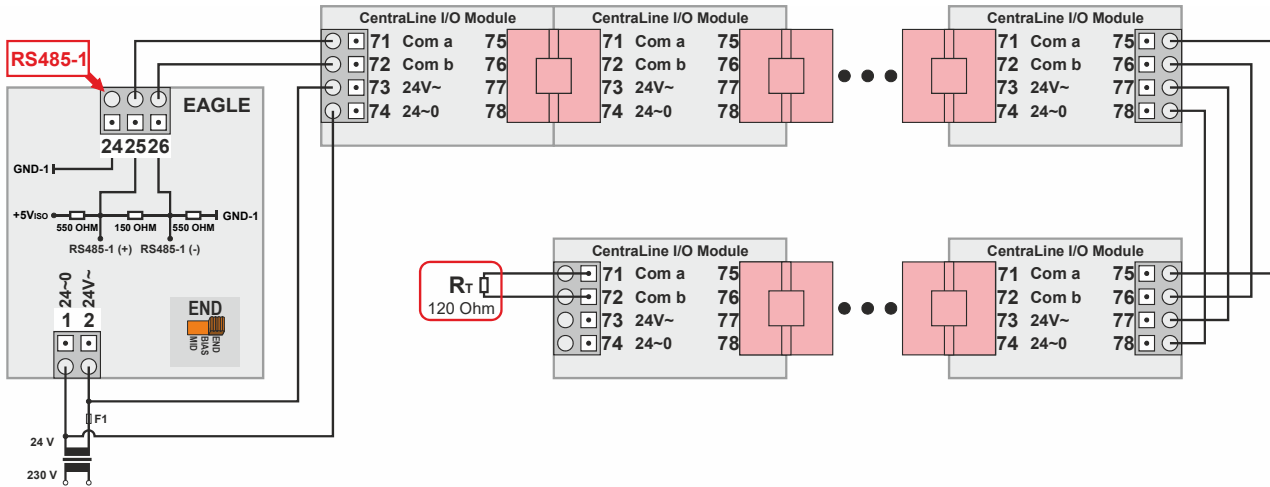 RS485-1
EAGLE
24 25 26
GND-1
+5VISO
GND-1
550 OHM 150 OHM 550 OHM
RS485-1 (+) RS485-1 (-)
24~0 24V~
1 2
END
MID BIAS END
F1
24 V
230 V
CentraLine I/O Module
71 Com a 75
72 Com b 76
73 24V~ 77
74 24~0 78
CentraLine I/O Module
71 Com a 75
72 Com b 76
73 24V~ 77
74 24~0 78
CentraLine I/O Module
71 Com a 75
72 Com b 76
73 24V~ 77
74 24~0 78
RT
120 Ohm
CentraLine I/O Module
71 Com a 75
72 Com b 76
73 24V~ 77
74 24~0 78
CentraLine I/O Module
71 Com a 75
72 Com b 76
73 24V~ 77
74 24~0 78